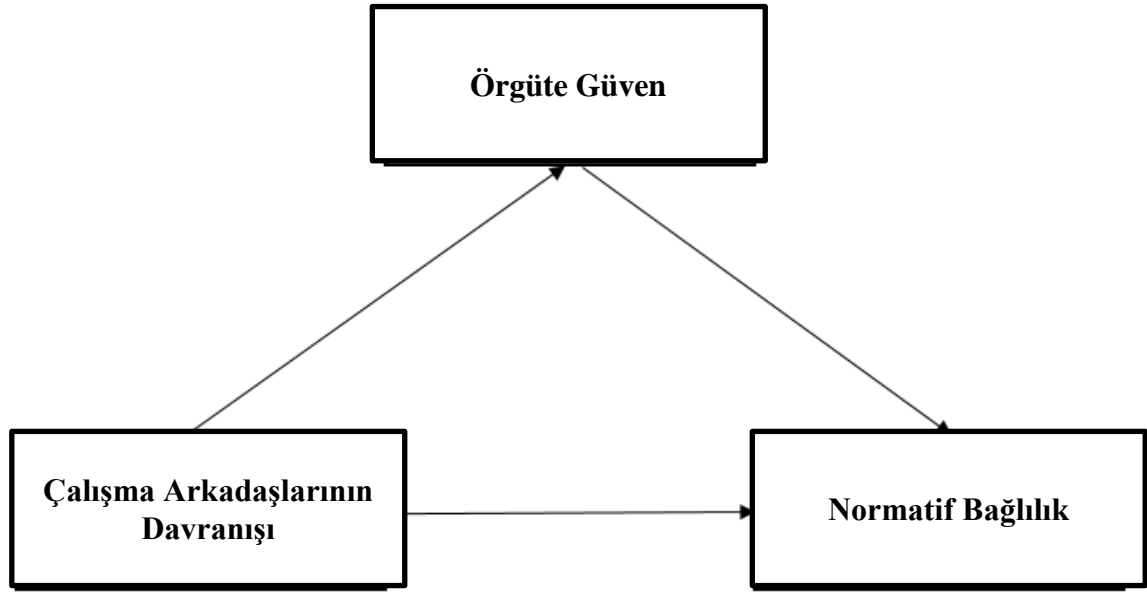 Örgüte Güven
Çalışma Arkadaşlarının
Davranışı
Normatif Bağlılık